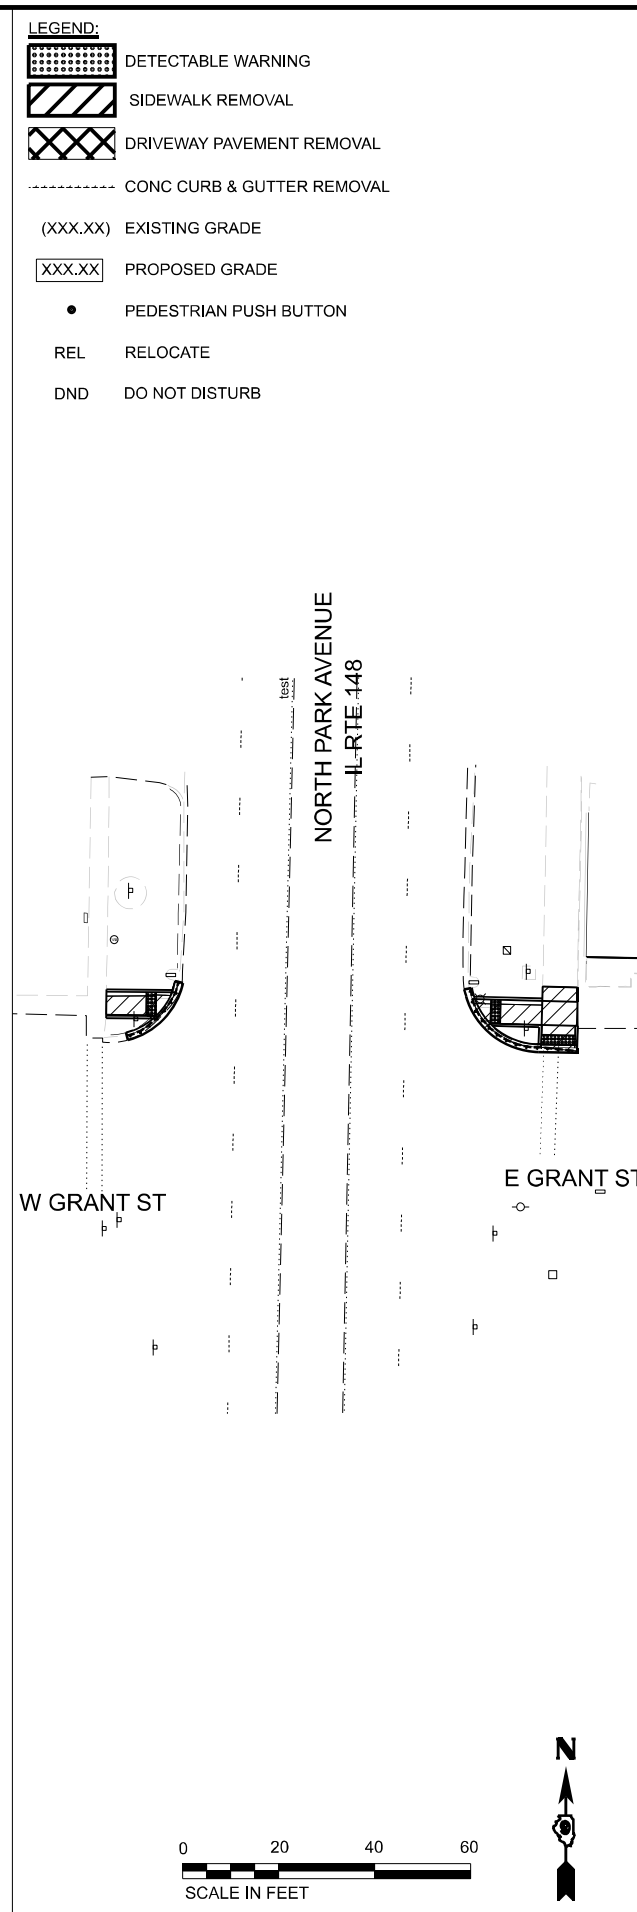 LEGEND:
DETECTABLE WARNING
SIDEWALK REMOVAL
DRIVEWAY PAVEMENT REMOVAL
CONC CURB & GUTTER REMOVAL
(XXX.XX) EXISTING GRADE
XXX.XX PROPOSED GRADE
PEDESTRIAN PUSH BUTTON
REL RELOCATE
DND DO NOT DISTURB
test
NORTH PARK AVENUE
IL RTE 148
E GRANT ST
W GRANT ST
N
9
0 20 40 60
SCALE IN FEET